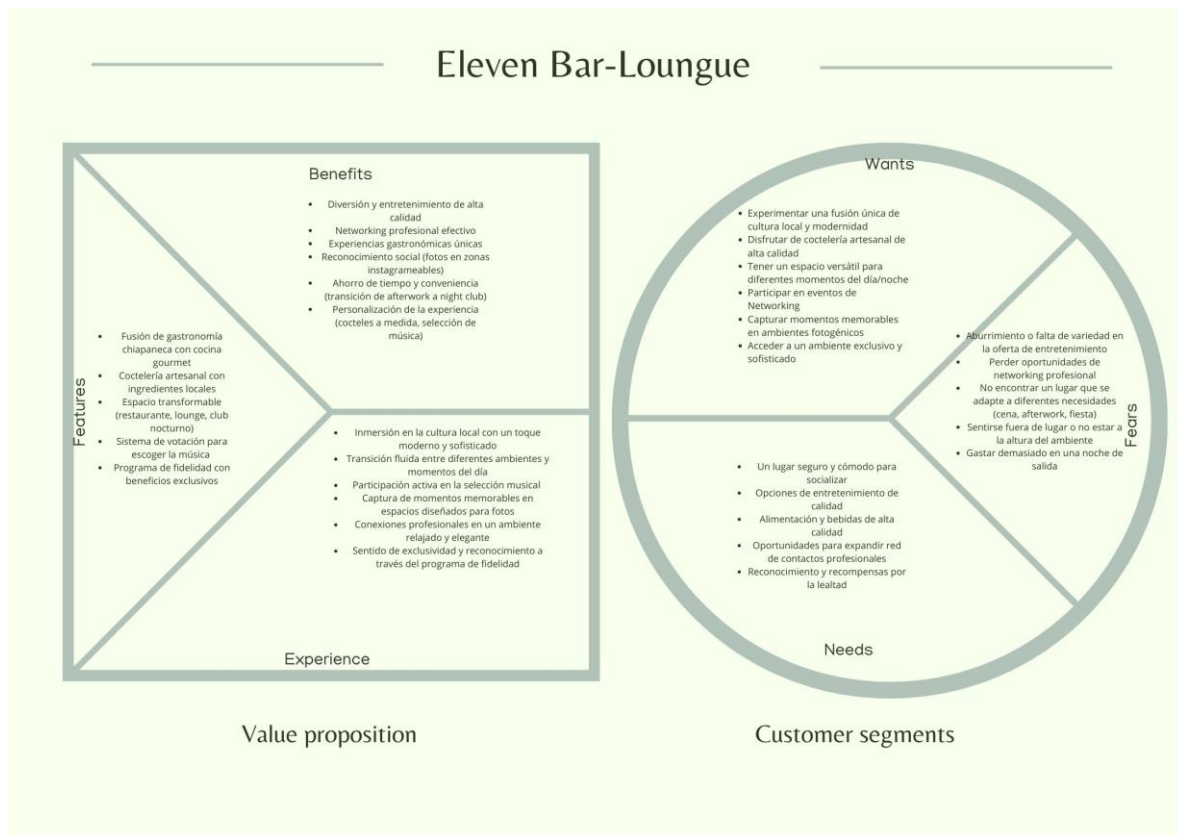 Eleven Bar-Loungue
Benefits
• Diversión y entretenimiento de alta
calidad
• Networking profesional efectivo
• Experiencias gastronómicas únicas
• Reconocimiento social (fotos en zonas
instagrameables)
• Ahorro de tiempo y conveniencia
(transición de afterwork a night club)
• Personalización de la experiencia
(cocteles a medida, selección de
música)
Features
• Fusión de gastronomía
chiapaneca con cocina
gourmet
• Coctelería artesanal con
ingredientes locales
• Espacio transformable
(restaurante, lounge, club
nocturno)
• Sistema de votación para
escoger la música
• Programa de fidelidad con
beneficios exclusivos
• Inmersión en la cultura local con un toque
moderno y sofisticado
• Transición fluida entre diferentes ambientes y
momentos del día
• Participación activa en la selección musical
• Captura de momentos memorables en
espacios diseñados para fotos
• Conexiones profesionales en un ambiente
relajado y elegante
• Sentido de exclusividad y reconocimiento a
través del programa de fidelidad
Experience
Value proposition
Wants
• Experimentar una fusión única de
cultura local y modernidad
• Disfrutar de coctelería artesanal de
alta calidad
• Tener un espacio versátil para
diferentes momentos del día/noche
• Participar en eventos de
Networking
• Capturar momentos memorables
en ambientes fotogénicos
• Acceder a un ambiente exclusivo y
sofisticado
• Aburrimiento o falta de variedad en
la oferta de entretenimiento
• Perder oportunidades de
networking profesional
• No encontrar un lugar que se
adapte a diferentes necesidades
(cena, afterwork, fiesta)
• Sentirse fuera de lugar o no estar a
la altura del ambiente
• Gastar demasiado en una noche de
salida
Fears
• Un lugar seguro y cómodo para
socializar
• Opciones de entretenimiento de
calidad
• Alimentación y bebidas de alta
calidad
• Oportunidades para expandir red
de contactos profesionales
• Reconocimiento y recompensas por
la lealtad
Needs
Customer segments